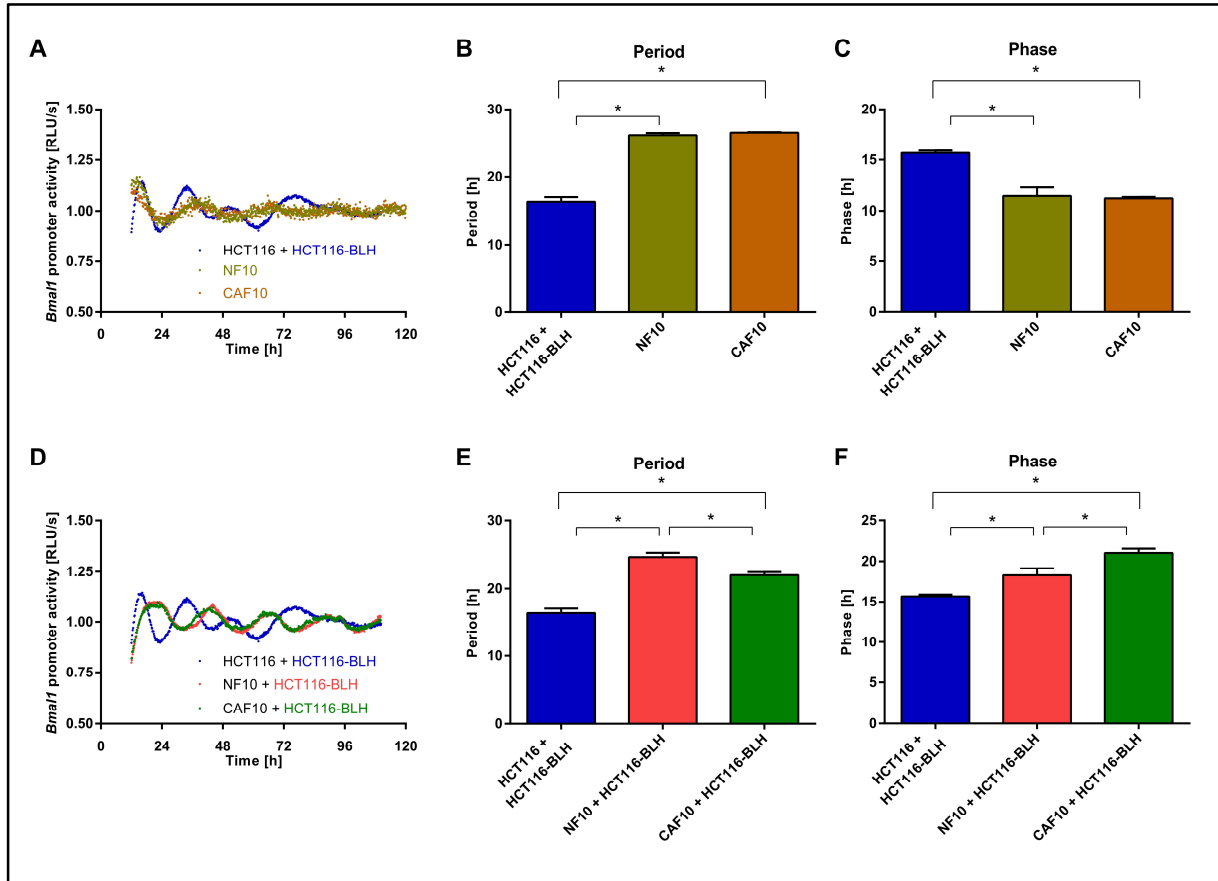 A
Bmal1 promoter activity [RLU/s]
1.50
1.25
1.00
0.75
0.50
0
24
48
72
96
120
Time [h]
HCT116 + HCT116-BLH
NF10
CAF10
B
Period
*
*
Period [h]
30
20
10
0
HCT116 +
HCT116-BLH
NF10
CAF10
C
Phase
*
*
Phase [h]
20
15
10
5
0
HCT116 +
HCT116-BLH
NF10
CAF10
D
Bmal1 promoter activity [RLU/s]
1.50
1.25
1.00
0.75
0.50
0
24
48
72
96
120
Time [h]
HCT116 + HCT116-BLH
NF10 + HCT116-BLH
CAF10 + HCT116-BLH
E
Period
*
*
*
Period [h]
30
20
10
0
HCT116 +
HCT116-BLH
NF10 + HCT116-BLH
CAF10 + HCT116-BLH
F
Phase
*
*
*
Phase [h]
25
20
15
10
5
0
HCT116 +
HCT116-BLH
NF10 + HCT116-BLH
CAF10 + HCT116-BLH